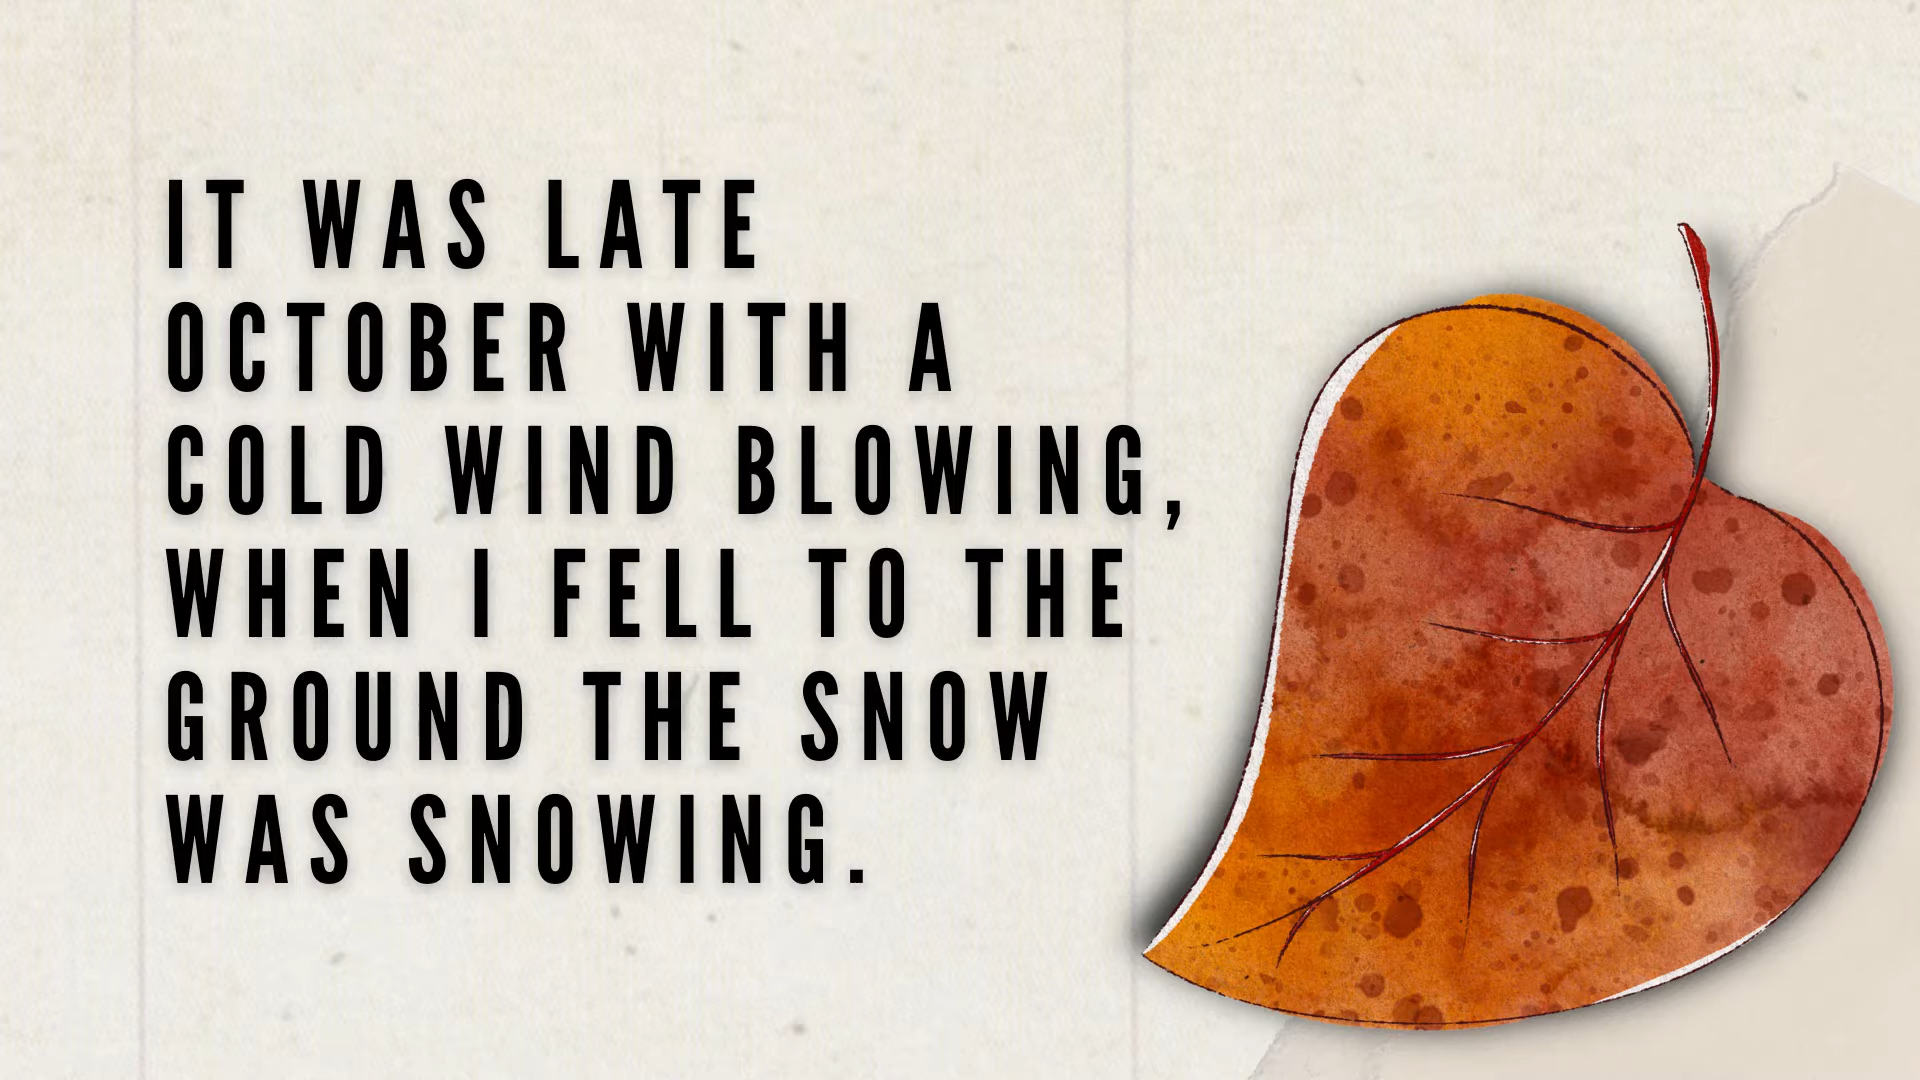 IT WAS LATE
OCTOBER WITH A
COLD WIND BLOWING,
WHEN I FELL TO THE
GROUND THE SNOW
WAS SNOWING.